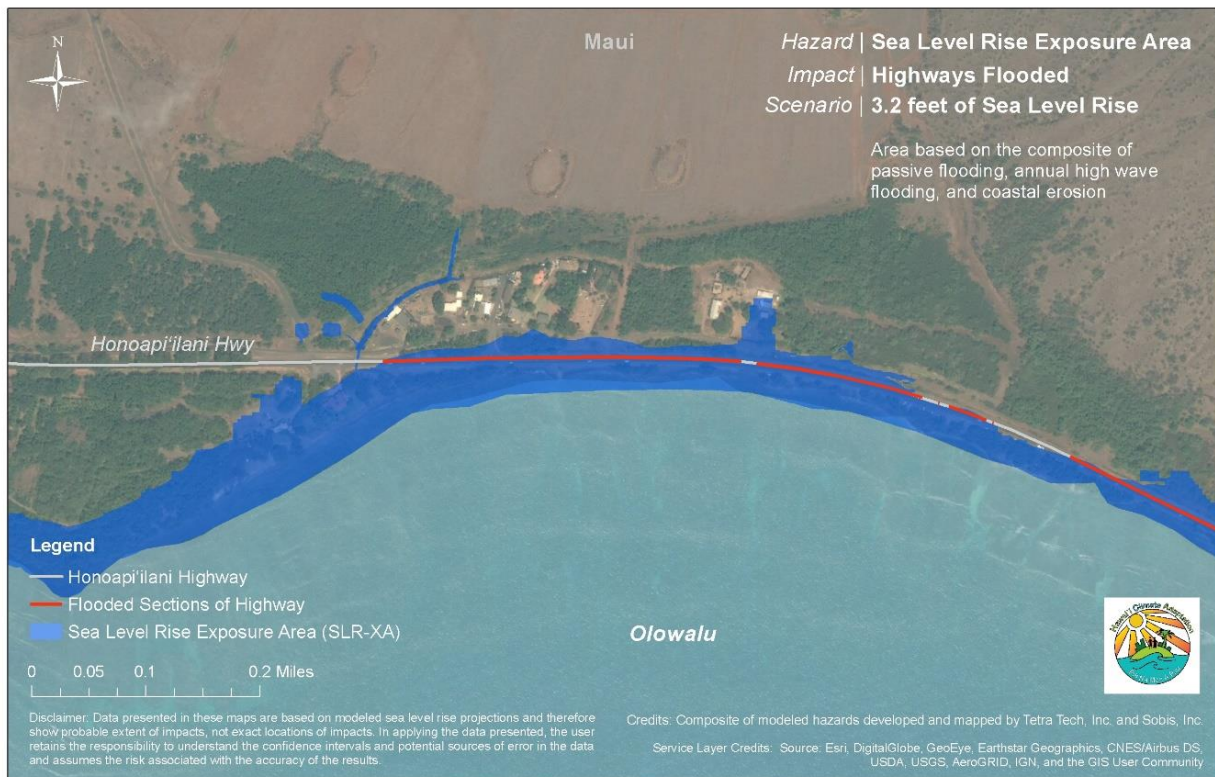 Maui
N
Hazard | Sea Level Rise Exposure Area
Impact | Highways Flooded
Scenario | 3.2 feet of Sea Level Rise
Area based on the composite of
passive flooding, annual high wave
flooding, and coastal erosion
Honoapi‘ilani Hwy
Legend
Honoapi‘ilani Highway
Flooded Sections of Highway
Sea Level Rise Exposure Area (SLR-XA)
0 0.05 0.1 0.2 Miles
Olowalu
Hawai‘i Climate Adaptation
Disclaimer: Data presented in these maps are based on modeled sea level rise projections and therefore
show probable extent of impacts, not exact locations of impacts. In applying the data presented, the user
retains the responsibility to understand the confidence intervals and potential sources of error in the data
and assumes the risk associated with the accuracy of the results.
Credits: Composite of modeled hazards developed and mapped by Tetra Tech, Inc. and Sobis, Inc.
Service Layer Credits: Source: Esri, DigitalGlobe, GeoEye, Earthstar Geographics, CNES/Airbus DS,
USDA, USGS, AeroGRID, IGN, and the GIS User Community